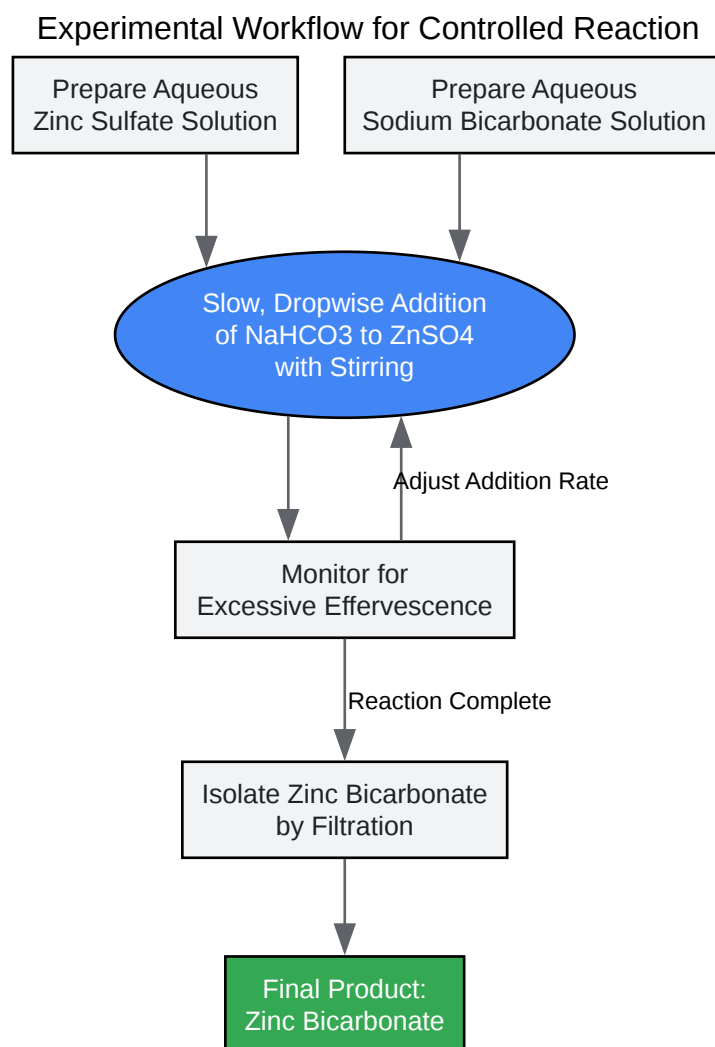 Experimental Workflow for Controlled Reaction
Prepare Aqueous
Zinc Sulfate Solution
Prepare Aqueous
Sodium Bicarbonate Solution
Slow, Dropwise Addition
of NaHCO3 to ZnSO4
with Stirring
Adjust Addition Rate
Monitor for
Excessive Effervescence
Reaction Complete
Isolate Zinc Bicarbonate
by Filtration
Final Product:
Zinc Bicarbonate